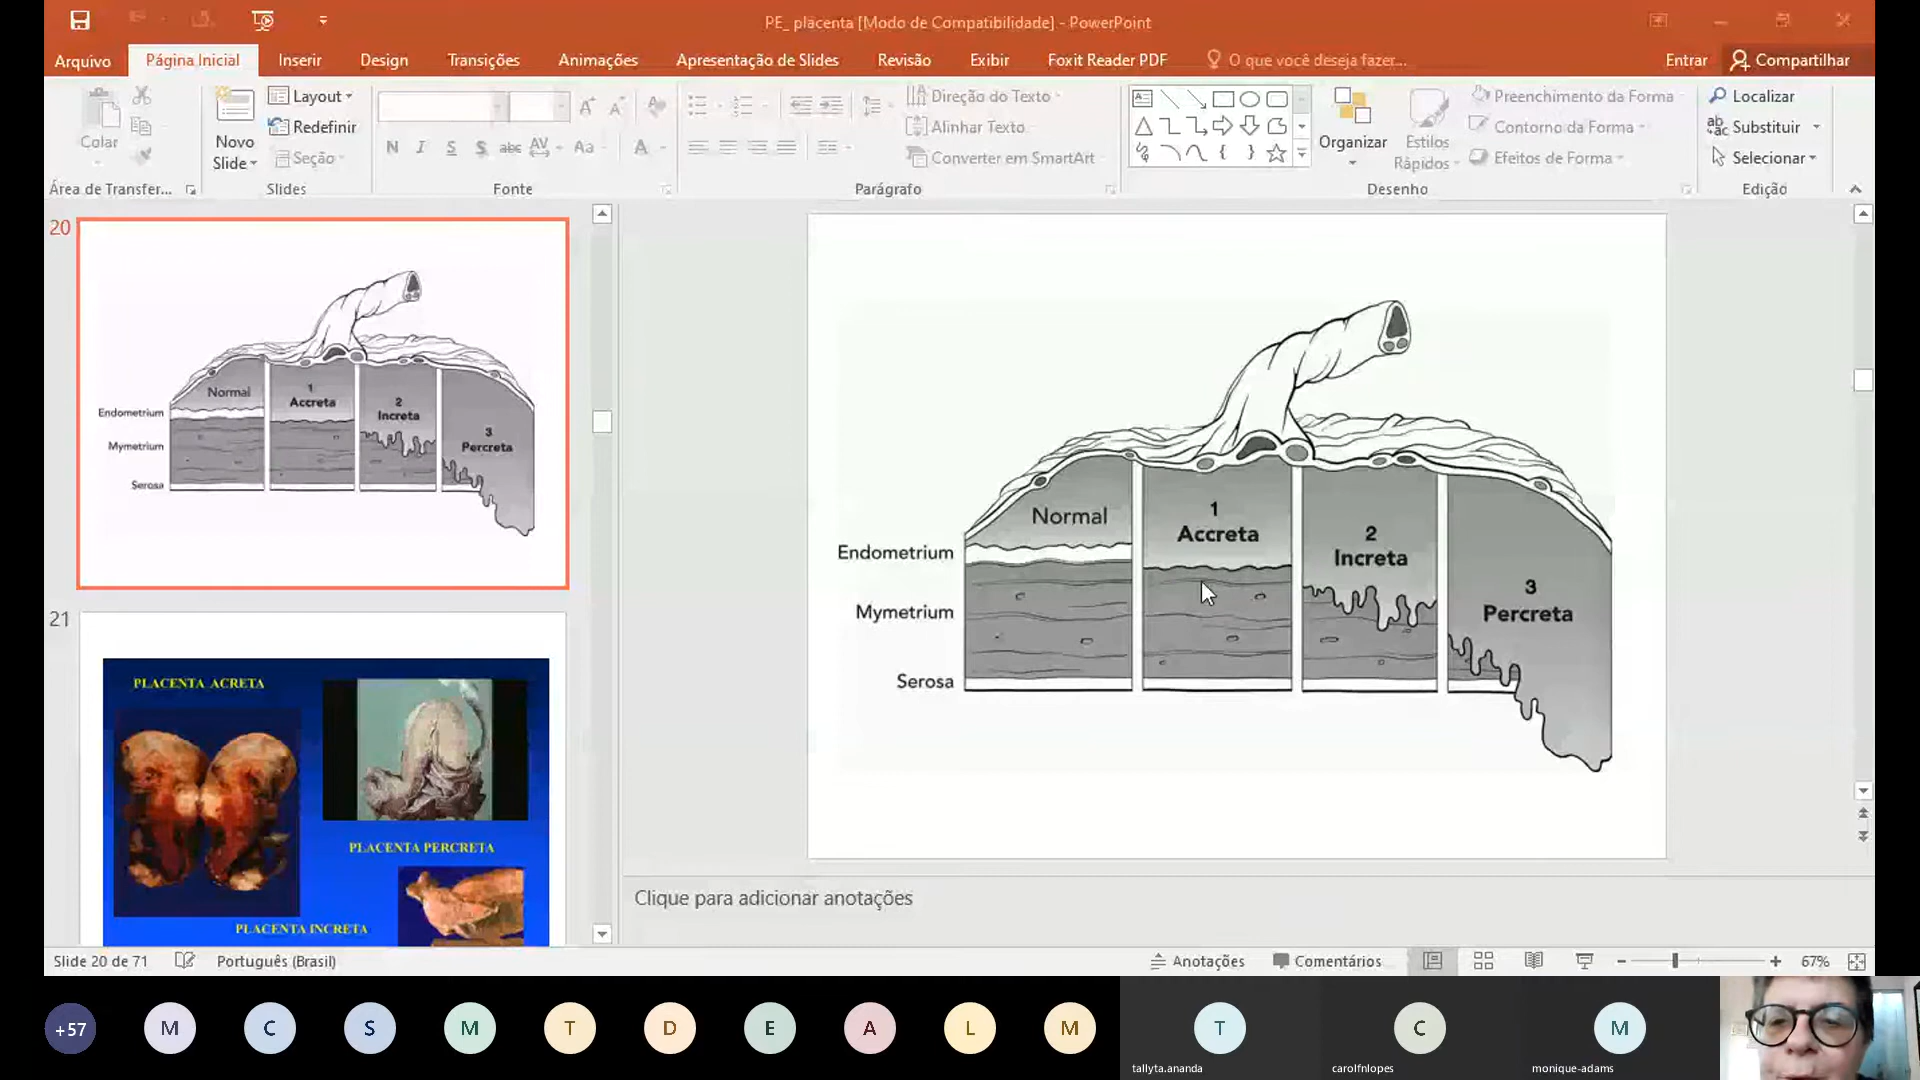 PE_ placenta [Modo de Compatibilidade] - PowerPoint
Arquivo
Página Inicial
Inserir
Design
Transições
Animações
Apresentação de Slides
Revisão
Exibir
Foxit Reader PDF
O que você deseja fazer...
Entrar
Compartilhar
Colar
Novo
Slide
Layout
Redefinir
Seção
N I S S abc AV Aa A
Direção do Texto
Alinhar Texto
Converter em SmartArt
Organizar
Estilos
Rápidos
Preenchimento da Forma
Contorno da Forma
Efeitos de Forma
Localizar
Substituir
Selecionar
Área de Transfer...
Slides
Fonte
Parágrafo
Desenho
Edição
20
Normal
1
Accreta
2
Increta
3
Percreta
Endometrium
Mymetrium
Serosa
21
PLACENTA ACRETA
PLACENTA PERCRETA
PLACENTA INCRETA
Normal
1
Accreta
2
Increta
3
Percreta
Endometrium
Mymetrium
Serosa
Clique para adicionar anotações
Slide 20 de 71
Português (Brasil)
Anotações
Comentários
67%
+57
M
C
S
M
T
D
E
A
L
M
T
C
M
tallyta.ananda
carolfnlopes
monique-adams